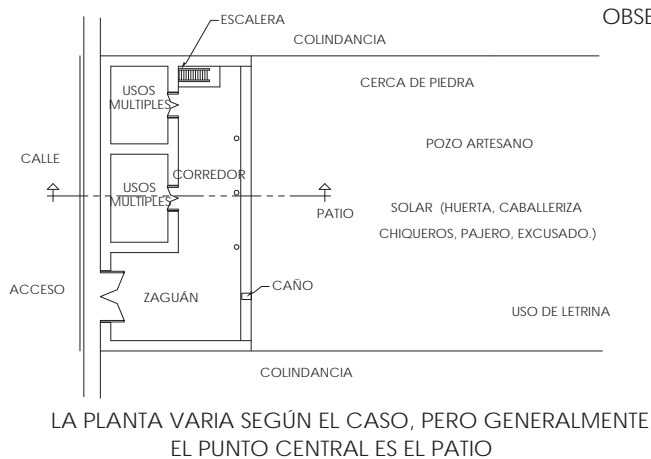 ESCALERA
OBSE
COLINDANCIA
CERCA DE PIEDRA
USOS
MULTIPLES
POZO ARTESANO
CALLE
CORREDOR
USOS
MULTIPLES
PATIO
SOLAR (HUERTA, CABALLERIZA
CHIQUEROS, PAJERO, EXCUSADO.)
ACCESO
ZAGUÁN
CAÑO
USO DE LETRINA
COLINDANCIA
LA PLANTA VARIA SEGÚN EL CASO, PERO GENERALMENTE
EL PUNTO CENTRAL ES EL PATIO